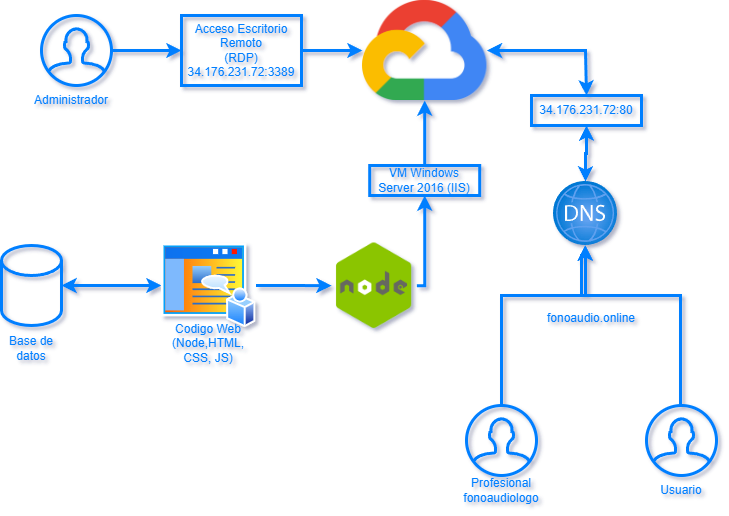 Acceso Escritorio
Remoto
(RDP)
34.176.231.72:3389
Administrador
34.176.231.72:80
VM Windows
Server 2016 (IIS)
DNS
node
Base de
datos
Codigo Web
(Node,HTML,
CSS, JS)
fonoaudio.online
Profesional
fonoaudiologo
Usuario